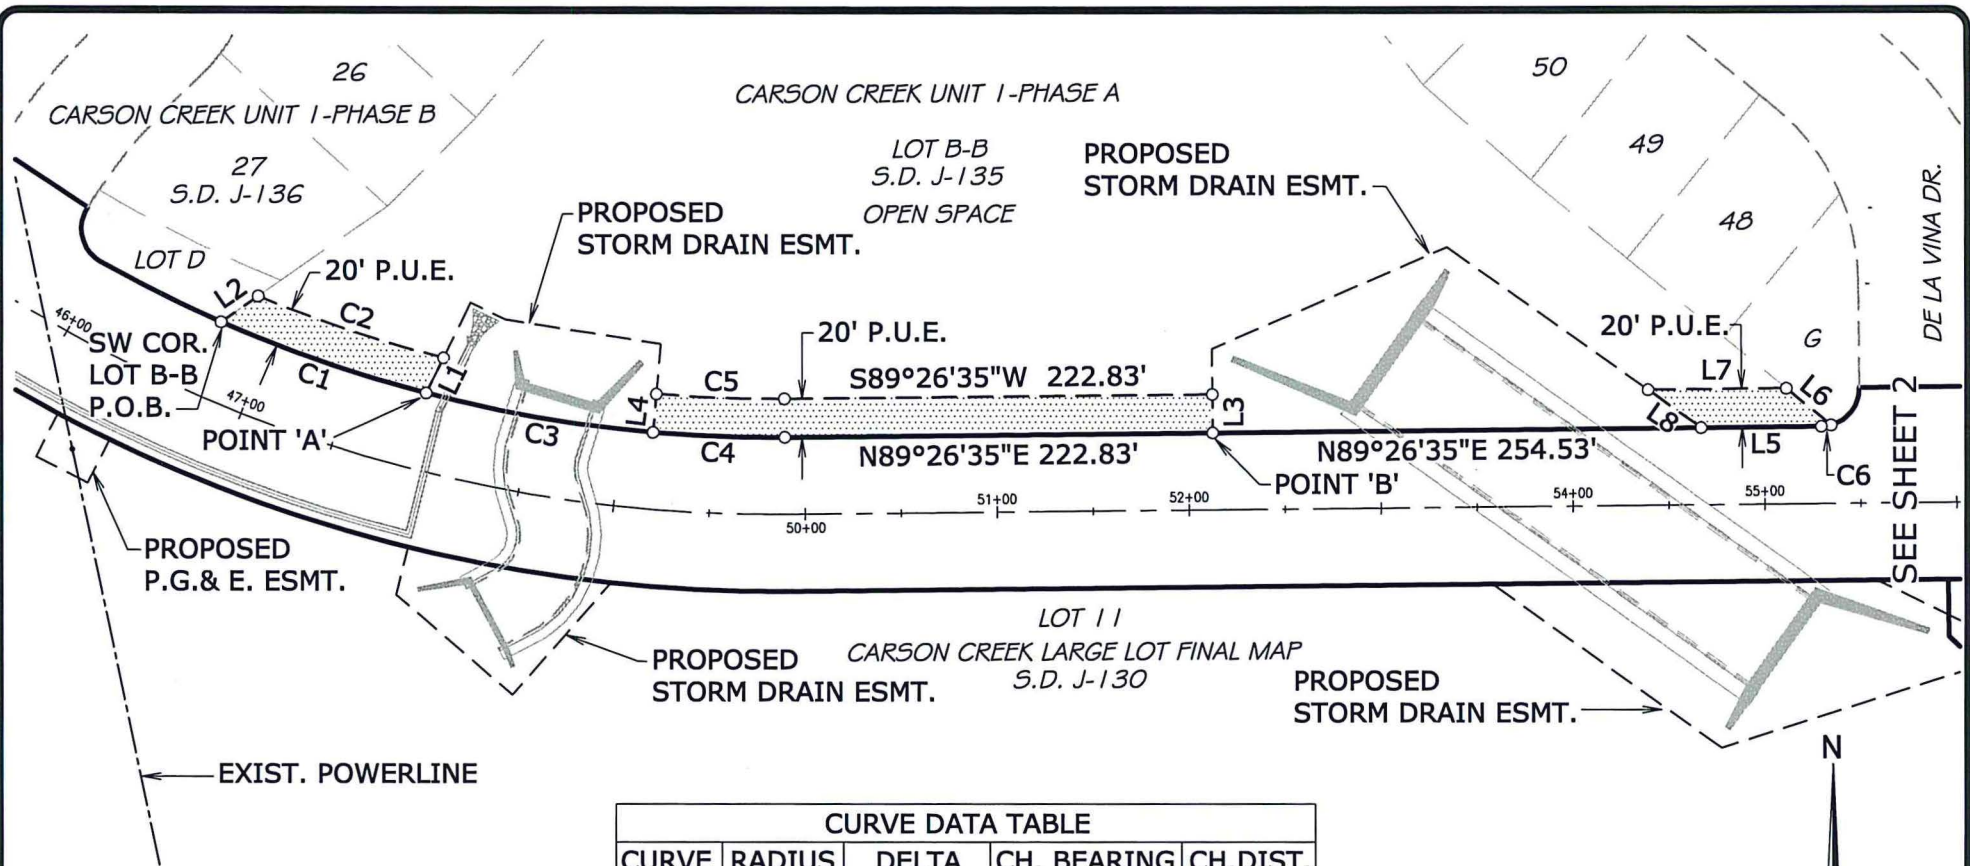 26
CARSON CREEK UNIT 1-PHASE B
27
S.D. J-136
LOT D
CARSON CREEK UNIT 1-PHASE A
LOT B-B
S.D. J-135
OPEN SPACE
PROPOSED
STORM DRAIN ESMT.
PROPOSED
STORM DRAIN ESMT.
50
49
48
G
DE LA VINA DR.
L2
20' P.U.E.
C2
46+00
SW COR.
LOT B-B
P.O.B.
C1
47+00
L1
POINT 'A'
C3
20' P.U.E.
C5
S89°26'35"W 222.83'
L4
L3
C4
N89°26'35"E 222.83'
POINT 'B'
N89°26'35"E 254.53'
20' P.U.E.
L7
L6
L8
L5
C6
SEE SHEET 2
50+00
51+00
52+00
54+00
55+00
PROPOSED
P.G.& E. ESMT.
LOT 11
CARSON CREEK LARGE LOT FINAL MAP
S.D. J-130
PROPOSED
STORM DRAIN ESMT.
PROPOSED
STORM DRAIN ESMT.
EXIST. POWERLINE
N
CURVE DATA TABLE
CURVE RADIUS DELTA CH. BEARING CH.DIST.